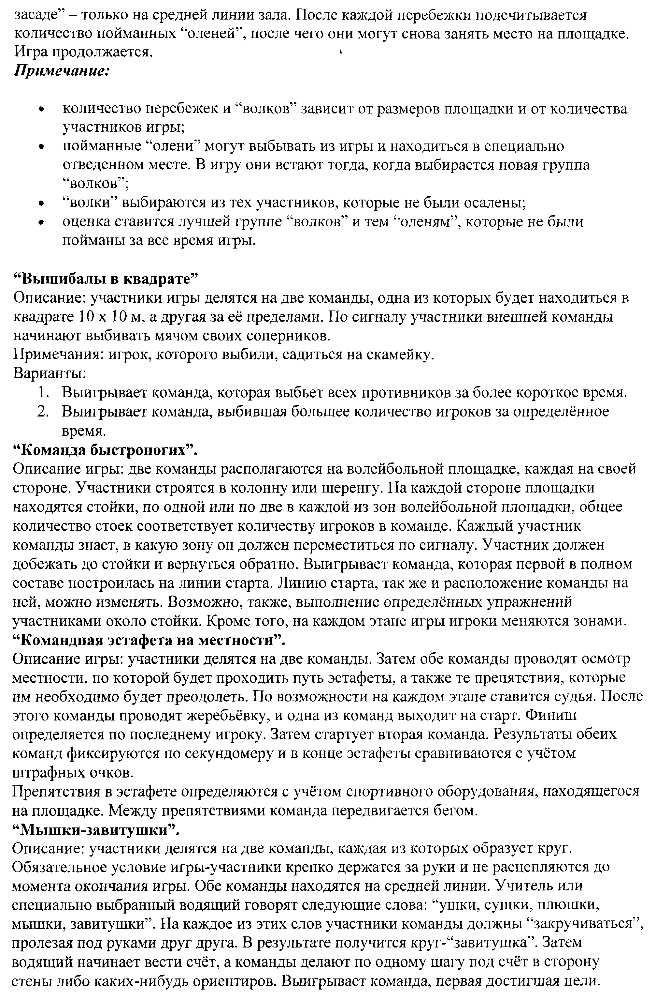 засаде” – только на средней линии зала. После каждой перебежки подсчитывается
количество пойманных “оленей”, после чего они могут снова занять место на площадке.
Игра продолжается.
Примечание:
• количество перебежек и “волков” зависит от размеров площадки и от количества
участников игры;
• пойманные “олени” могут выбывать из игры и находиться в специально
отведенном месте. В игру они встают тогда, когда выбирается новая группа
“волков”;
• “волки” выбираются из тех участников, которые не были осалены;
• оценка ставится лучшей группе “волков” и тем “оленям”, которые не были
пойманы за все время игры.
“Вышибалы в квадрате”
Описание: участники игры делятся на две команды, одна из которых будет находиться в
квадрате 10 х 10 м, а другая за её пределами. По сигналу участники внешней команды
начинают выбивать мячом своих соперников.
Примечания: игрок, которого выбили, садиться на скамейку.
Варианты:
1. Выигрывает команда, которая выбьет всех противников за более короткое время.
2. Выигрывает команда, выбившая большее количество игроков за определённое
время.
“Команда быстроногих”.
Описание игры: две команды располагаются на волейбольной площадке, каждая на своей
стороне. Участники строятся в колонну или шеренгу. На каждой стороне площадки
находятся стойки, по одной или по две в каждой из зон волейбольной площадки, общее
количество стоек соответствует количеству игроков в команде. Каждый участник
команды знает, в какую зону он должен переместиться по сигналу. Участник должен
добежать до стойки и вернуться обратно. Выигрывает команда, которая первой в полном
составе построилась на линии старта. Линию старта, так же и расположение команды на
ней, можно изменять. Возможно, также, выполнение определённых упражнений
участниками около стойки. Кроме того, на каждом этапе игры игроки меняются зонами.
“Командная эстафета на местности”.
Описание игры: участники делятся на две команды. Затем обе команды проводят осмотр
местности, по которой будет проходить путь эстафеты, а также те препятствия, которые
им необходимо будет преодолеть. По возможности на каждом этапе ставится судья. После
этого команды проводят жеребьёвку, и одна из команд выходит на старт. Финиш
определяется по последнему игроку. Затем стартует вторая команда. Результаты обеих
команд фиксируются по секундомеру и в конце эстафеты сравниваются с учётом
штрафных очков.
Препятствия в эстафете определяются с учётом спортивного оборудования, находящегося
на площадке. Между препятствиями команда передвигается бегом.
“Мышки-завитушки”.
Описание: участники делятся на две команды, каждая из которых образует круг.
Обязательное условие игры-участники крепко держатся за руки и не расцепляются до
момента окончания игры. Обе команды находятся на средней линии. Учитель или
специально выбранный водящий говорят следующие слова: “ушки, сушки, плюшки,
мышки, завитушки”. На каждое из этих слов участники команды должны “закручиваться”,
пролезая под руками друг друга. В результате получится круг-“завитушка”. Затем
водящий начинает вести счёт, а команды делают по одному шагу под счёт в сторону
стены либо каких-нибудь ориентиров. Выигрывает команда, первая достигшая цели.